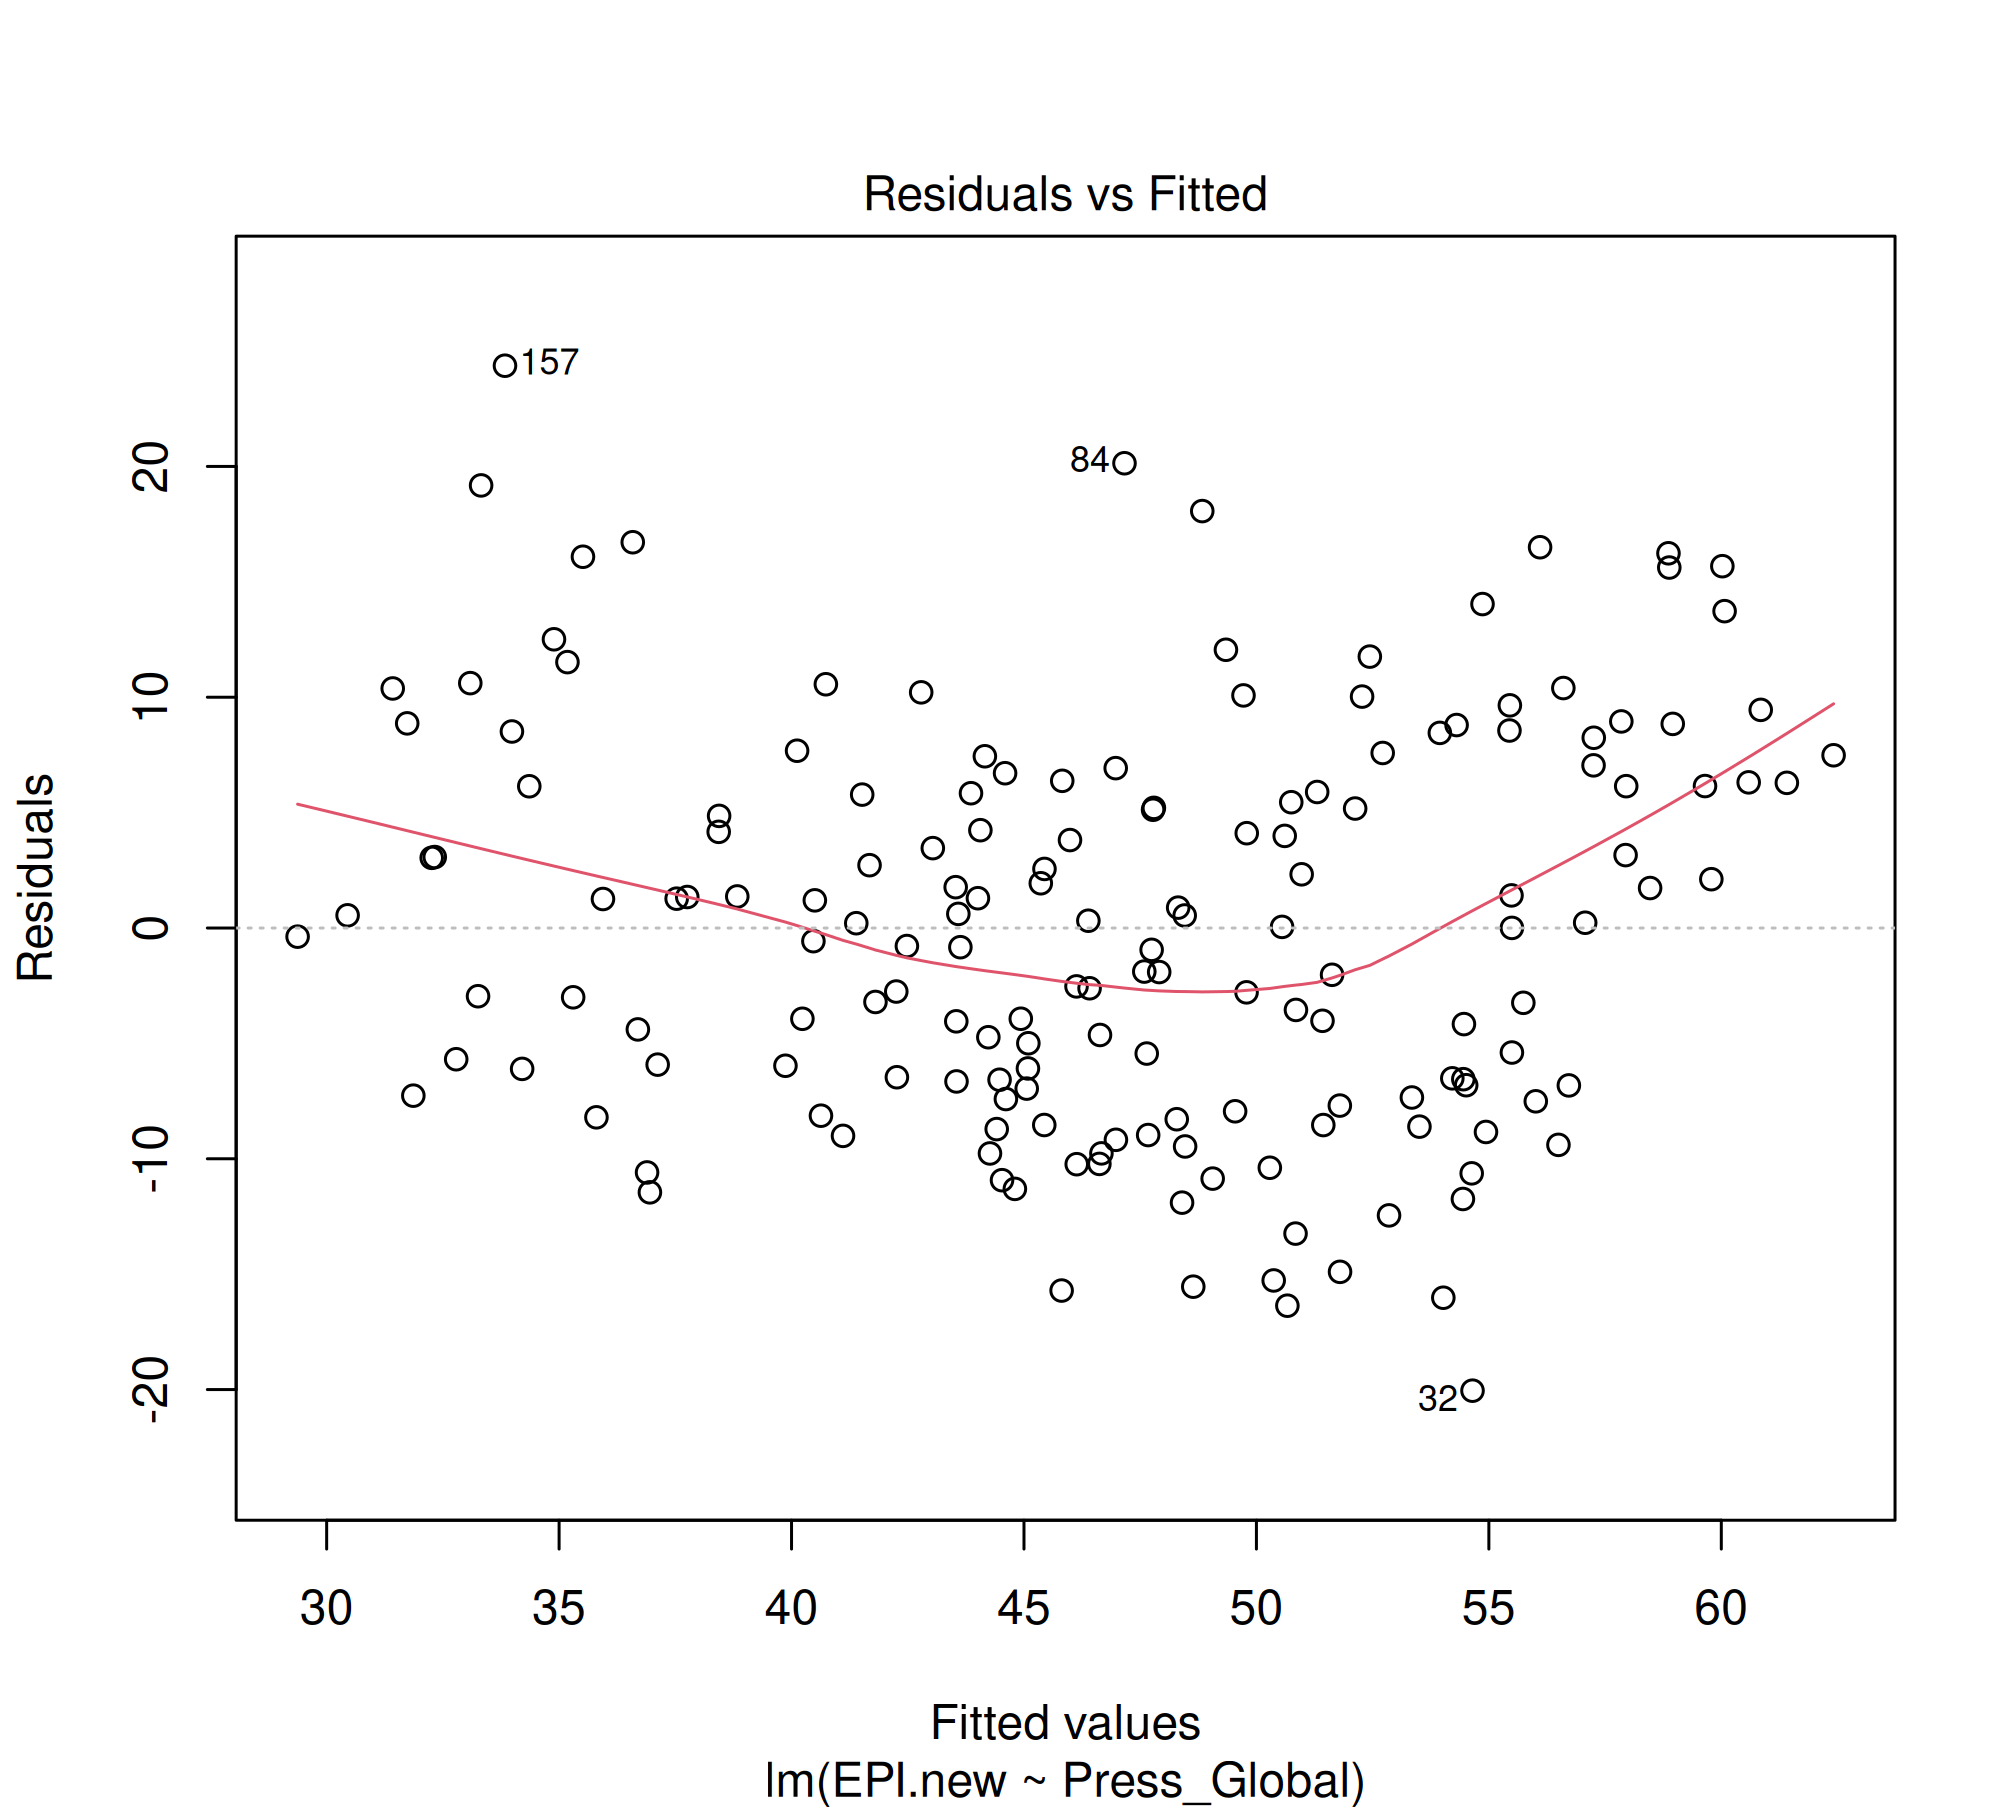 Residuals vs Fitted
157
84
32
Residuals
20
10
0
-10
-20
30 35 40 45 50 55 60
Fitted values
lm(EPI.new ~ Press_Global)